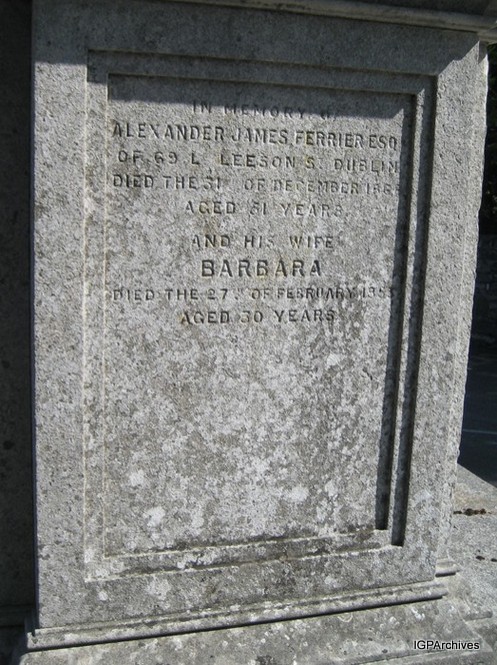 IN MEMORY OF
ALEXANDER JAMES FERRIER ESQ
OF 69 L LEESON ST DUBLIN
DIED THE 31ST OF DECEMBER
AGED 51 YEARS
AND HIS WIFE
BARBARA
DIED THE 27TH OF FEBRUARY
AGED 30 YEARS
IGPArchives